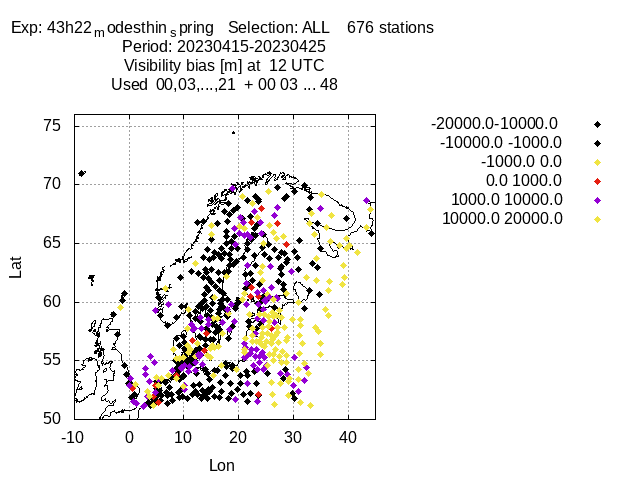 Exp: 43h22modesthinspring Selection: ALL 676 stations
Period: 20230415-20230425
Visibility bias [m] at 12 UTC
Used 00,03,...,21 + 00 03 ... 48
-20000.0-10000.0
-10000.0 -1000.0
-1000.0 0.0
0.0 1000.0
1000.0 10000.0
10000.0 20000.0
75
70
65
60
55
50
Lat
-10 0 10 20 30 40
Lon